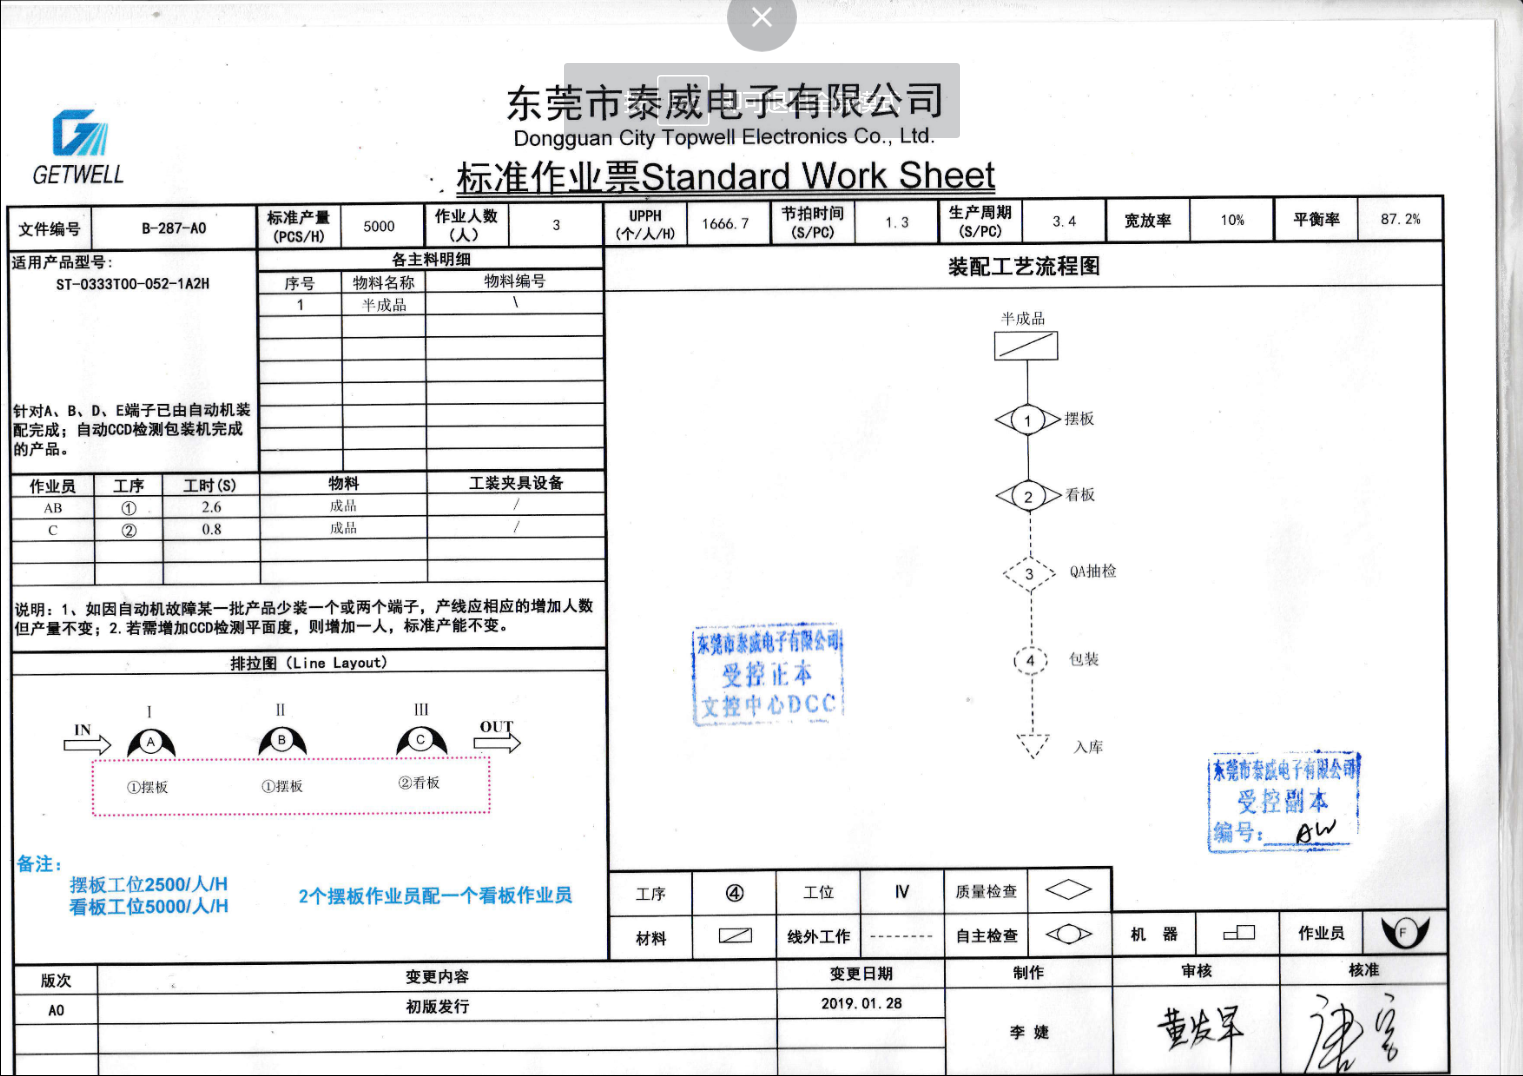 东莞市泰威电子有限公司
Dongguan City Topwell Electronics Co., Ltd.
GETWELL
标准作业票Standard Work Sheet
文件编号 B-287-A0 标准产量(PCS/H) 5000 作业人数(人) 3 UPPH(个/人/H) 1666.7 节拍时间(S/PC) 1.3 生产周期(S/PC) 3.4 宽放率 10% 平衡率 87.2%
适用产品型号:
ST-0333T00-052-1A2H
针对A、B、D、E端子已由自动机装
配完成；自动CCD检测包装机完成
的产品。
各主料明细
序号 物料名称 物料编号
1 半成品 \
作业员 工序 工时(S) 物料 工装夹具设备
AB ① 2.6 成品 /
C ② 0.8 成品 /
说明：1、如因自动机故障某一批产品少装一个或两个端子，产线应相应的增加人数
但产量不变；2.若需增加CCD检测平面度，则增加一人，标准产能不变。
排拉图（Line Layout）
I II III
IN A B C OUT
①摆板 ①摆板 ②看板
备注：
摆板工位2500/人/H
看板工位5000/人/H
2个摆板作业员配一个看板作业员
装配工艺流程图
半成品
1 摆板
2 看板
3 QA抽检
4 包装
入库
东莞市泰威电子有限公司
受控正本
文控中心DCC
东莞市泰威电子有限公司
受控副本
编号：AW
工序 ④ 工位 Ⅳ 质量检查
材料 线外工作 自主检查 机 器 作业员 F
版次 变更内容 变更日期 制作 审核 核准
A0 初版发行 2019.01.28
李 婕 黄发早